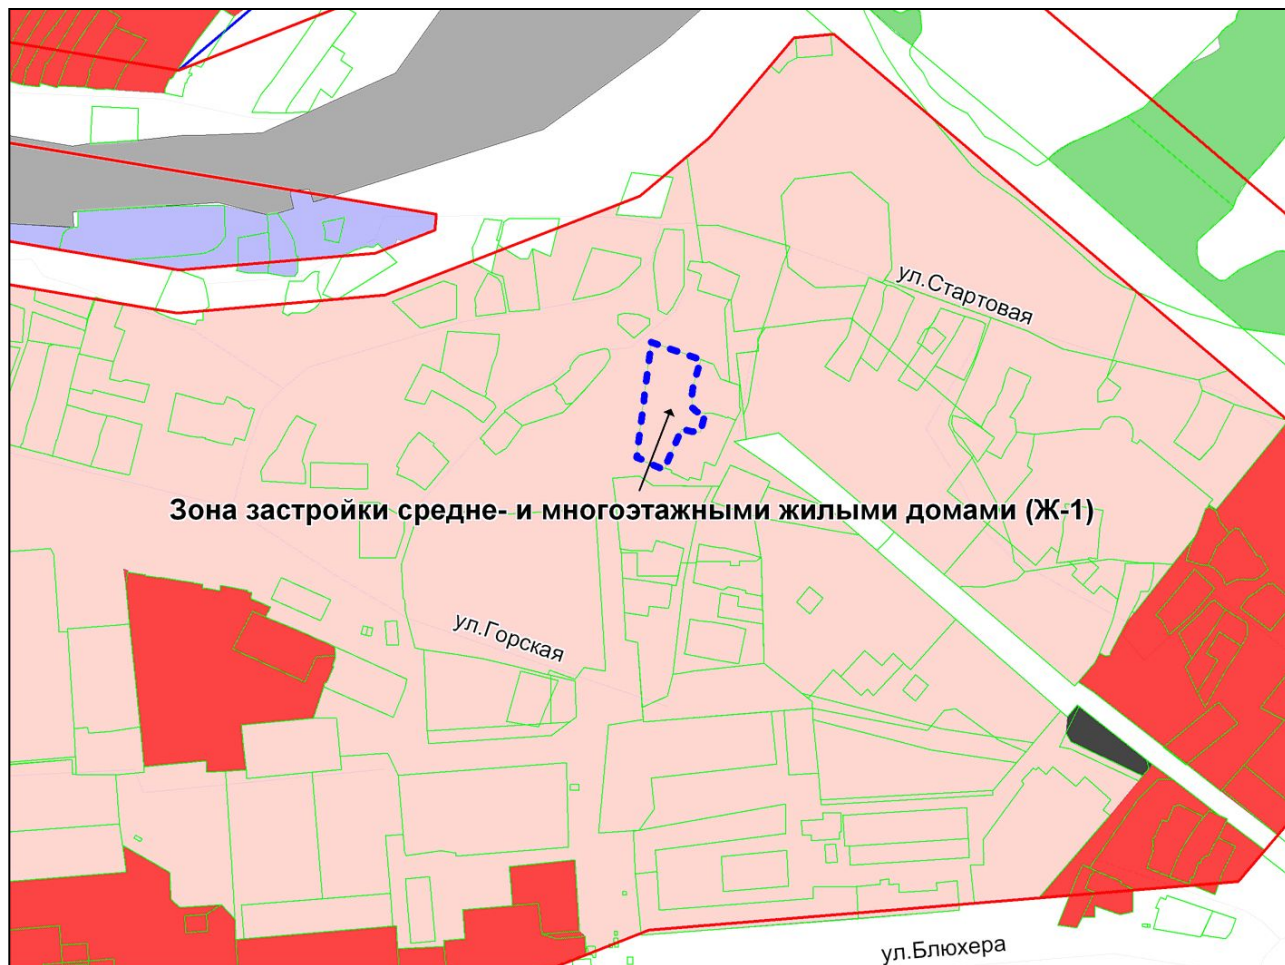 ул.Стартовая
Зона застройки средне- и многоэтажными жилыми домами (Ж-1)
ул.Горская
ул.Блюхера